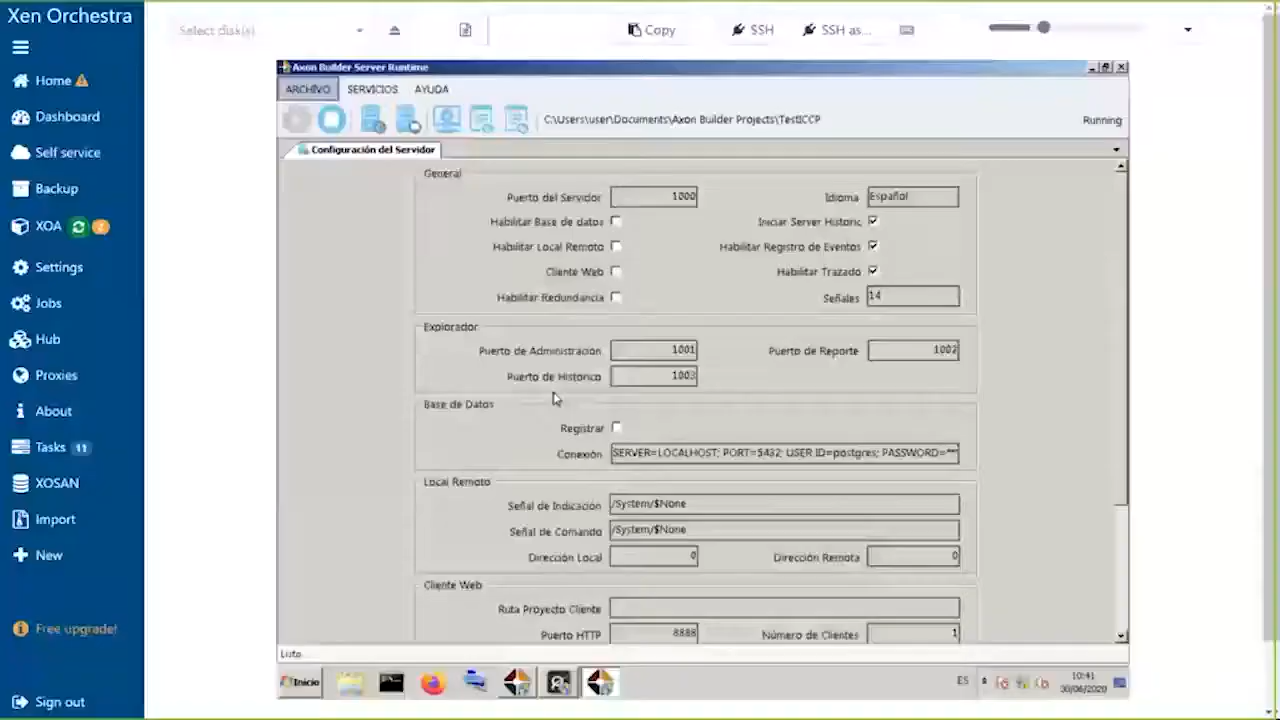 Xen Orchestra
Select disk(s)
Copy
SSH
SSH as...
Home
Dashboard
Self service
Backup
XOA
Settings
Jobs
Hub
Proxies
About
Tasks 11
XOSAN
Import
New
Free upgrade!
Sign out
Axon Builder Server Runtime
ARCHIVO SERVICIOS AYUDA
C:\Users\user\Documents\Axon Builder Projects\TestICCP
Running
Configuración del Servidor
General
Puerto del Servidor 1000 Idioma Español
Habilitar Base de datos Iniciar Server Historic
Habilitar Local Remoto Habilitar Registro de Eventos
Cliente Web Habilitar Trazado
Habilitar Redundancia Señales 14
Explorador
Puerto de Administración 1001 Puerto de Reporte 1002
Puerto de Histórico 1003
Base de Datos
Registrar
Conexión SERVER=LOCALHOST; PORT=5432; USER ID=postgres; PASSWORD=**
Local Remoto
Señal de Indicación /System/$None
Señal de Comando /System/$None
Dirección Local 0 Dirección Remota 0
Cliente Web
Ruta Proyecto Cliente
Puerto HTTP 8888 Número de Clientes 1
Listo
Inicio
ES
10:41
30/06/2020